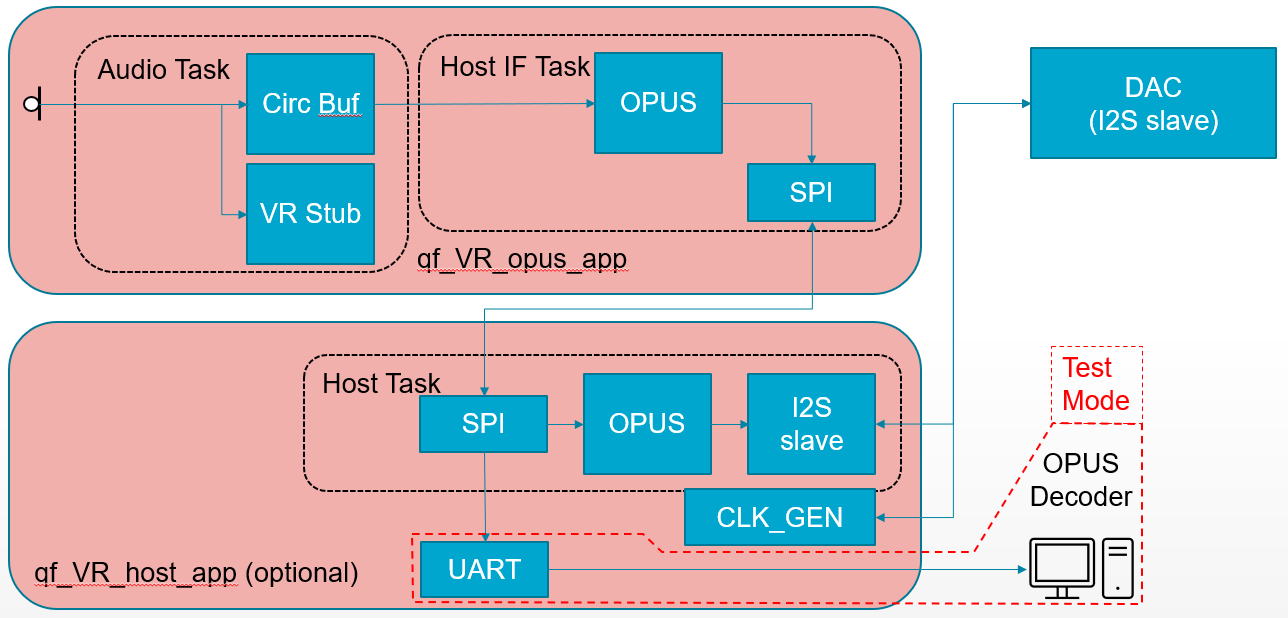 Audio Task
Circ Buf
VR Stub
Host IF Task
OPUS
SPI
qf_VR_opus_app
DAC
(I2S slave)
Host Task
SPI
OPUS
I2S
slave
CLK_GEN
UART
qf_VR_host_app (optional)
Test
Mode
OPUS
Decoder